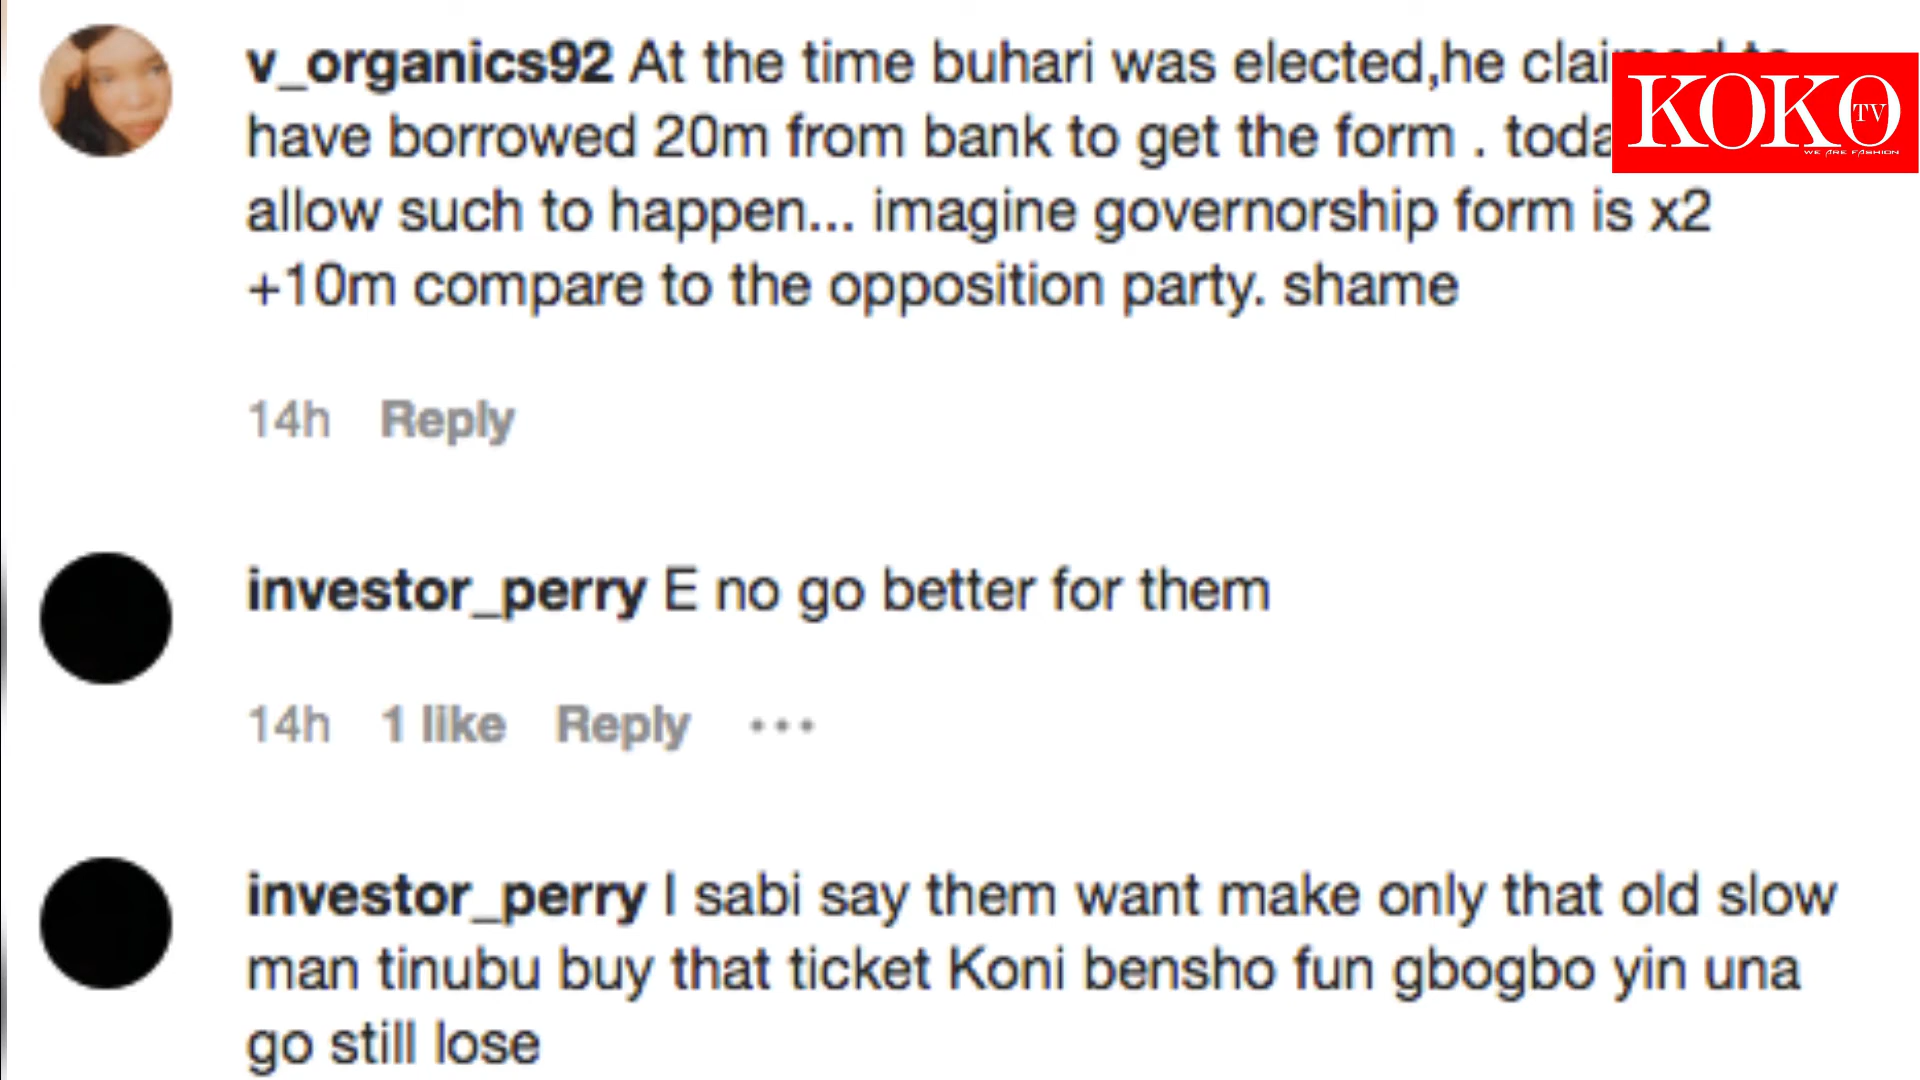 v_organics92 At the time buhari was elected,he
have borrowed 20m from bank to get the form .
allow such to happen... imagine governorship form is x2
+10m compare to the opposition party. shame
14h Reply
investor_perry E no go better for them
14h 1 like Reply
investor_perry I sabi say them want make only that old slow
man tinubu buy that ticket Koni bensho fun gbogbo yin una
go still lose
KOKO TV
WE ARE FASHION